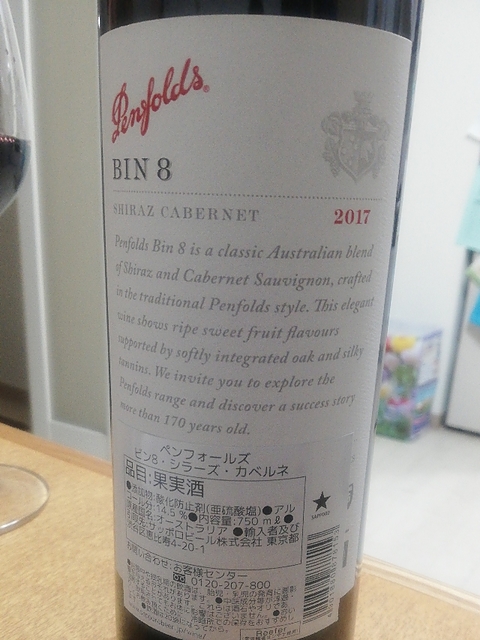 Penfolds®
BIN 8
SHIRAZ CABERNET 2017
Penfolds Bin 8 is a classic Australian blend
of Shiraz and Cabernet Sauvignon, crafted
in the traditional Penfolds style. This elegant
wine shows ripe sweet fruit flavours
supported by softly integrated oak and silky
tannins. We invite you to explore the
Penfolds range and discover a success story
more than 170 years old.
ペンフォールズ
ビン8・シラーズ・カベルネ
品目:果実酒
●添加物:酸化防止剤(亜硫酸塩)●アル
コール分:14.5%●内容量:750mℓ●
原産国名:オーストラリア●輸入者及び
引取先:サッポロビール株式会社 東京都
恵比寿4-20-1
お問い合わせ:お客様センター
0120-207-800